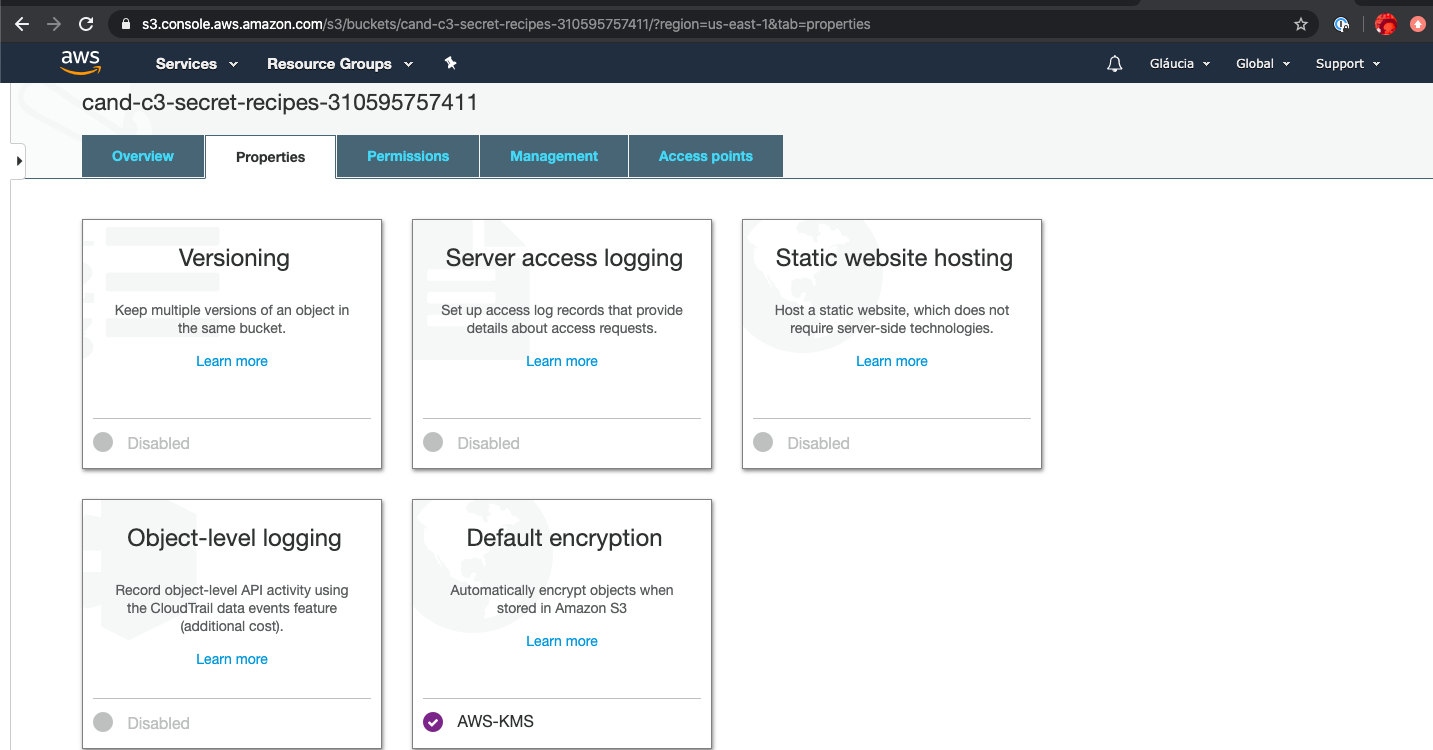 s3.console.aws.amazon.com/s3/buckets/cand-c3-secret-recipes-310595757411/?region=us-east-1&tab=properties
aws Services Resource Groups Gláucia Global Support
cand-c3-secret-recipes-310595757411
Overview Properties Permissions Management Access points
Versioning
Keep multiple versions of an object in
the same bucket.
Learn more
Disabled
Server access logging
Set up access log records that provide
details about access requests.
Learn more
Disabled
Static website hosting
Host a static website, which does not
require server-side technologies.
Learn more
Disabled
Object-level logging
Record object-level API activity using
the CloudTrail data events feature
(additional cost).
Learn more
Disabled
Default encryption
Automatically encrypt objects when
stored in Amazon S3
Learn more
AWS-KMS